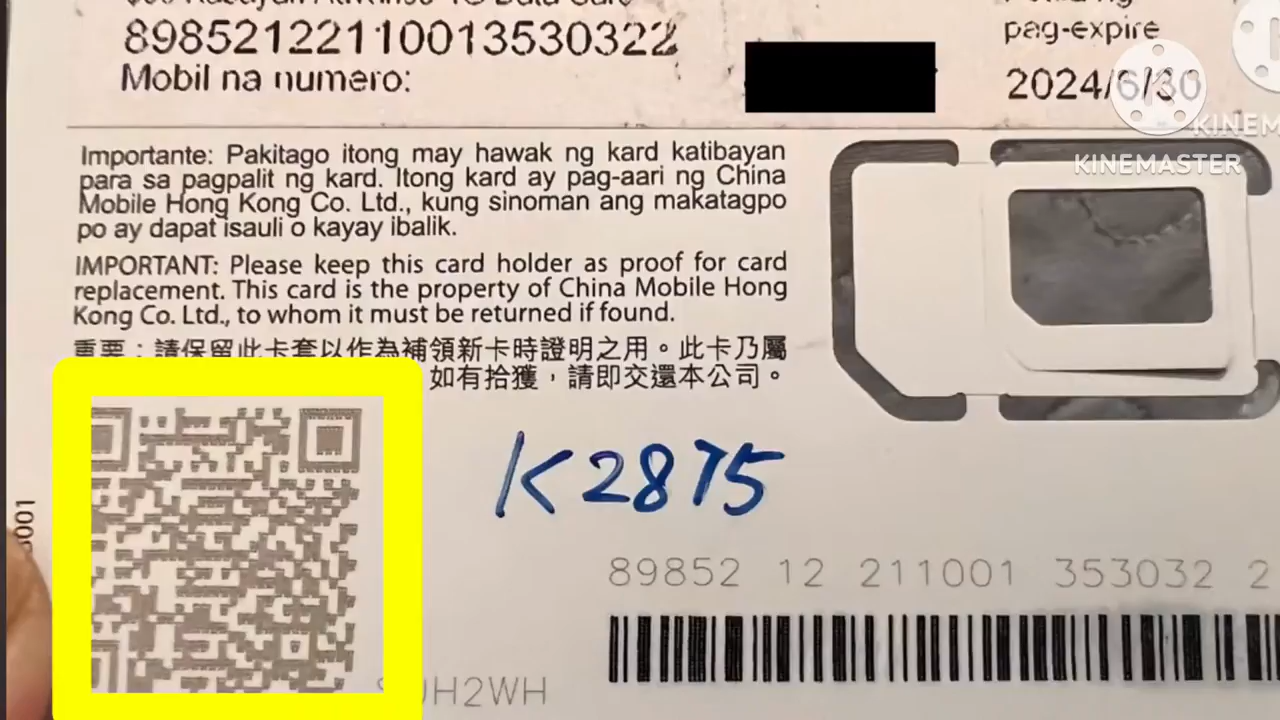 89852122110013530322
Mobil na numero:
pag-expire
2024/6/30
KINEMASTER
Importante: Pakitago itong may hawak ng kard katibayan
para sa pagpalit ng kard. Itong kard ay pag-aari ng China
Mobile Hong Kong Co. Ltd., kung sinoman ang makatagpo
po ay dapat isauli o kayay ibalik.
IMPORTANT: Please keep this card holder as proof for card
replacement. This card is the property of China Mobile Hong
Kong Co. Ltd., to whom it must be returned if found.
重要：請保留此卡套以作為補領新卡時證明之用。此卡乃屬
如有拾獲，請即交還本公司。
K2875
89852 12 211001 353032 2
H2WH
001